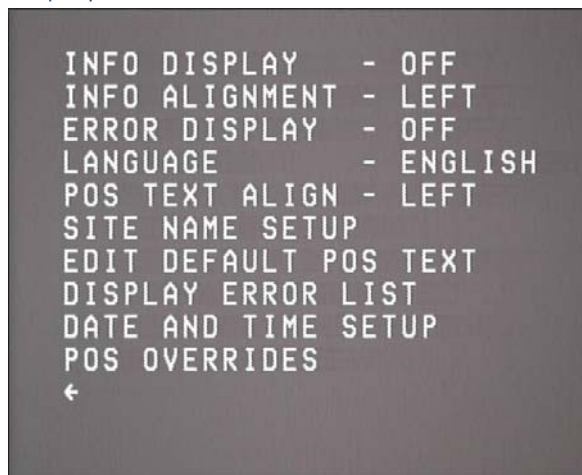 INFO DISPLAY - OFF
INFO ALIGNMENT - LEFT
ERROR DISPLAY - OFF
LANGUAGE - ENGLISH
POS TEXT ALIGN - LEFT
SITE NAME SETUP
EDIT DEFAULT POS TEXT
DISPLAY ERROR LIST
DATE AND TIME SETUP
POS OVERRIDES
←